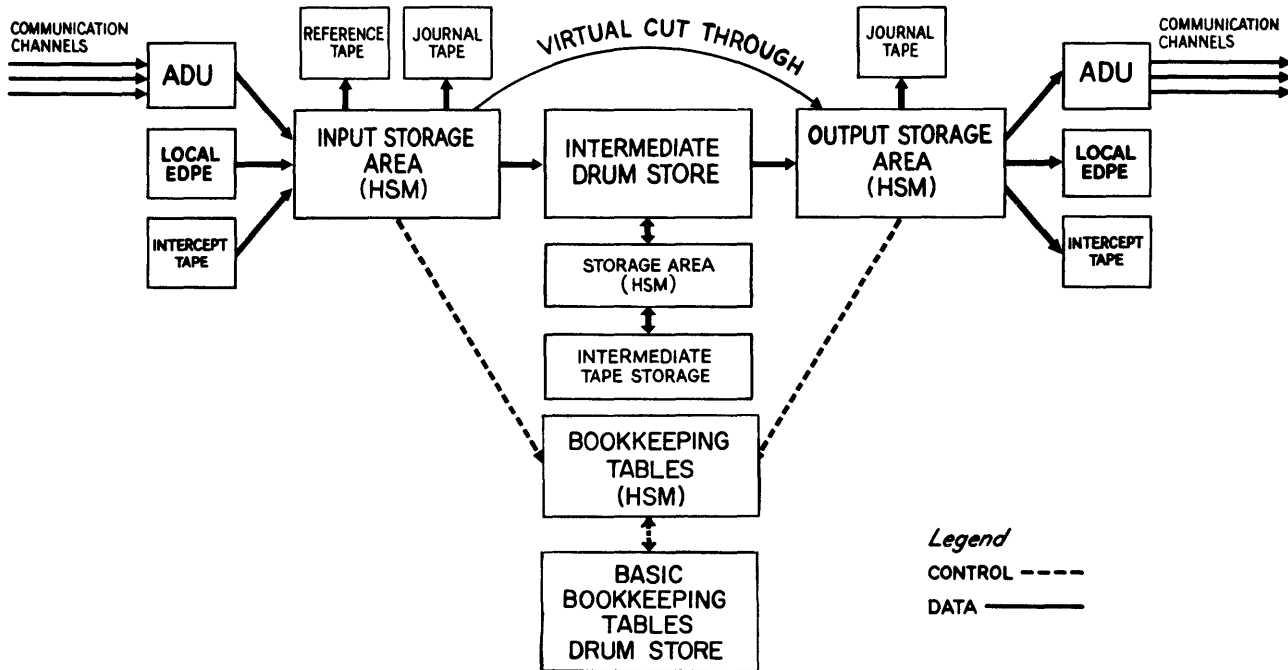 COMMUNICATION
CHANNELS
ADU
LOCAL
EDPE
INTERCEPT
TAPE
REFERENCE
TAPE
JOURNAL
TAPE
INPUT STORAGE
AREA
(HSM)
VIRTUAL CUT THROUGH
INTERMEDIATE
DRUM STORE
STORAGE AREA
(HSM)
INTERMEDIATE
TAPE STORAGE
BOOKKEEPING
TABLES
(HSM)
BASIC
BOOKKEEPING
TABLES
DRUM STORE
JOURNAL
TAPE
OUTPUT STORAGE
AREA
(HSM)
ADU
COMMUNICATION
CHANNELS
LOCAL
EDPE
INTERCEPT
TAPE
Legend
CONTROL
DATA